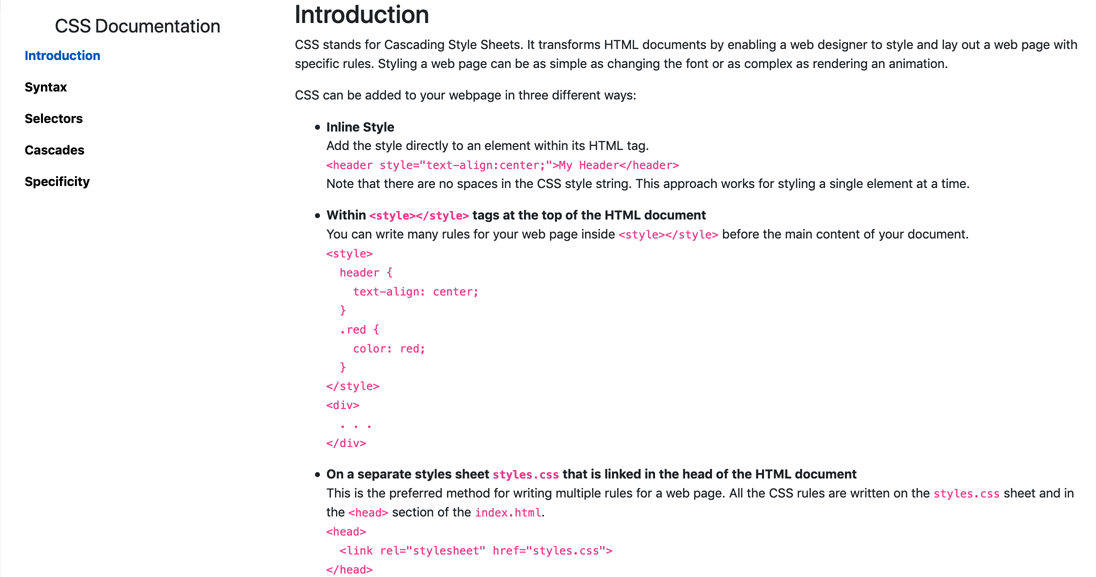 CSS Documentation
Introduction
Syntax
Selectors
Cascades
Specificity
Introduction
CSS stands for Cascading Style Sheets. It transforms HTML documents by enabling a web designer to style and lay out a web page with
specific rules. Styling a web page can be as simple as changing the font or as complex as rendering an animation.
CSS can be added to your webpage in three different ways:
• Inline Style
Add the style directly to an element within its HTML tag.
<header style="text-align:center;">My Header</header>
Note that there are no spaces in the CSS style string. This approach works for styling a single element at a time.
• Within <style></style> tags at the top of the HTML document
You can write many rules for your web page inside <style></style> before the main content of your document.
<style>
  header {
    text-align: center;
  }
  .red {
    color: red;
  }
</style>
<div>
  . . .
</div>
• On a separate styles sheet styles.css that is linked in the head of the HTML document
This is the preferred method for writing multiple rules for a web page. All the CSS rules are written on the styles.css sheet and in
the <head> section of the index.html.
<head>
  <link rel="stylesheet" href="styles.css">
</head>